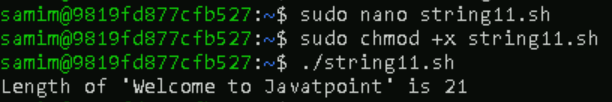 samim@9819fd877cfb527:~$ sudo nano string11.sh
samim@9819fd877cfb527:~$ sudo chmod +x string11.sh
samim@9819fd877cfb527:~$ ./string11.sh
Length of 'Welcome to Javatpoint' is 21